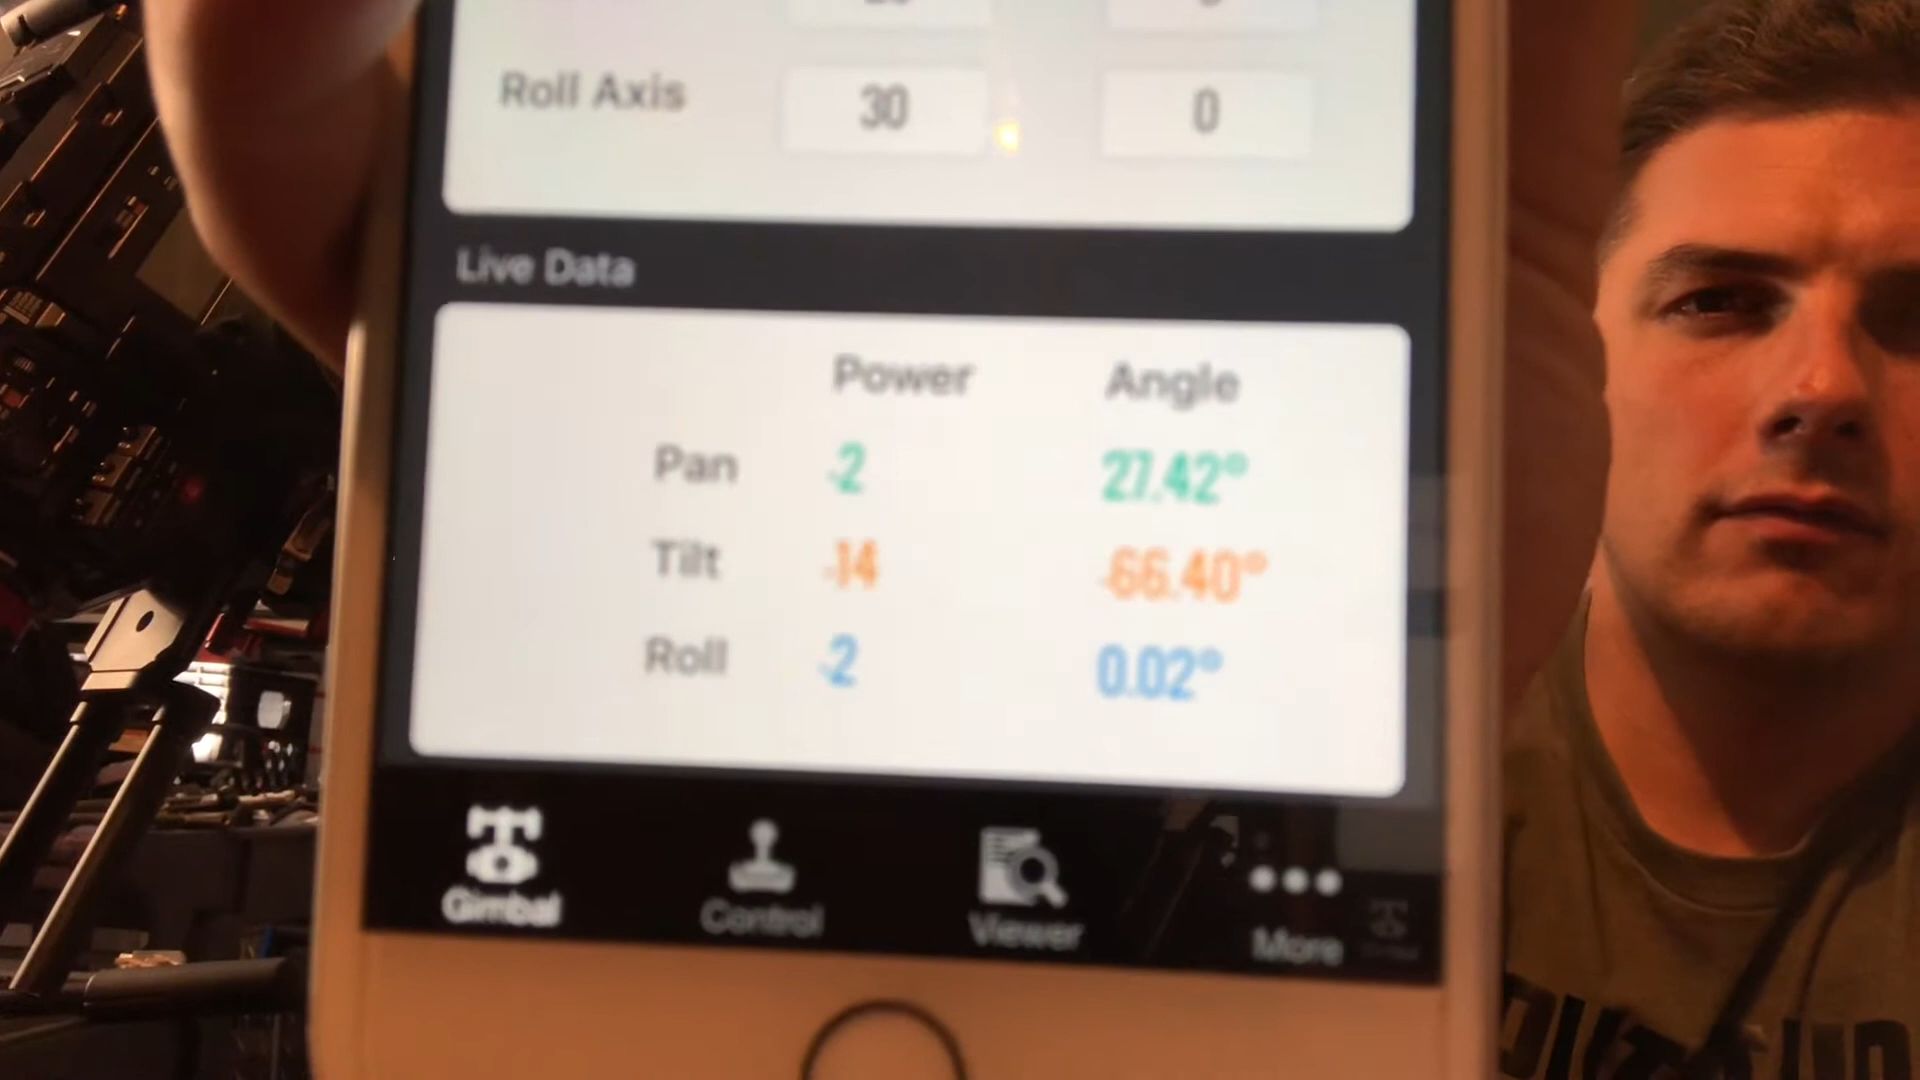 Roll Axis 30 0
Live Data
Power Angle
Pan -2 27.42°
Tilt -14 -66.40°
Roll -2 0.02°
Gimbal Control Viewer More